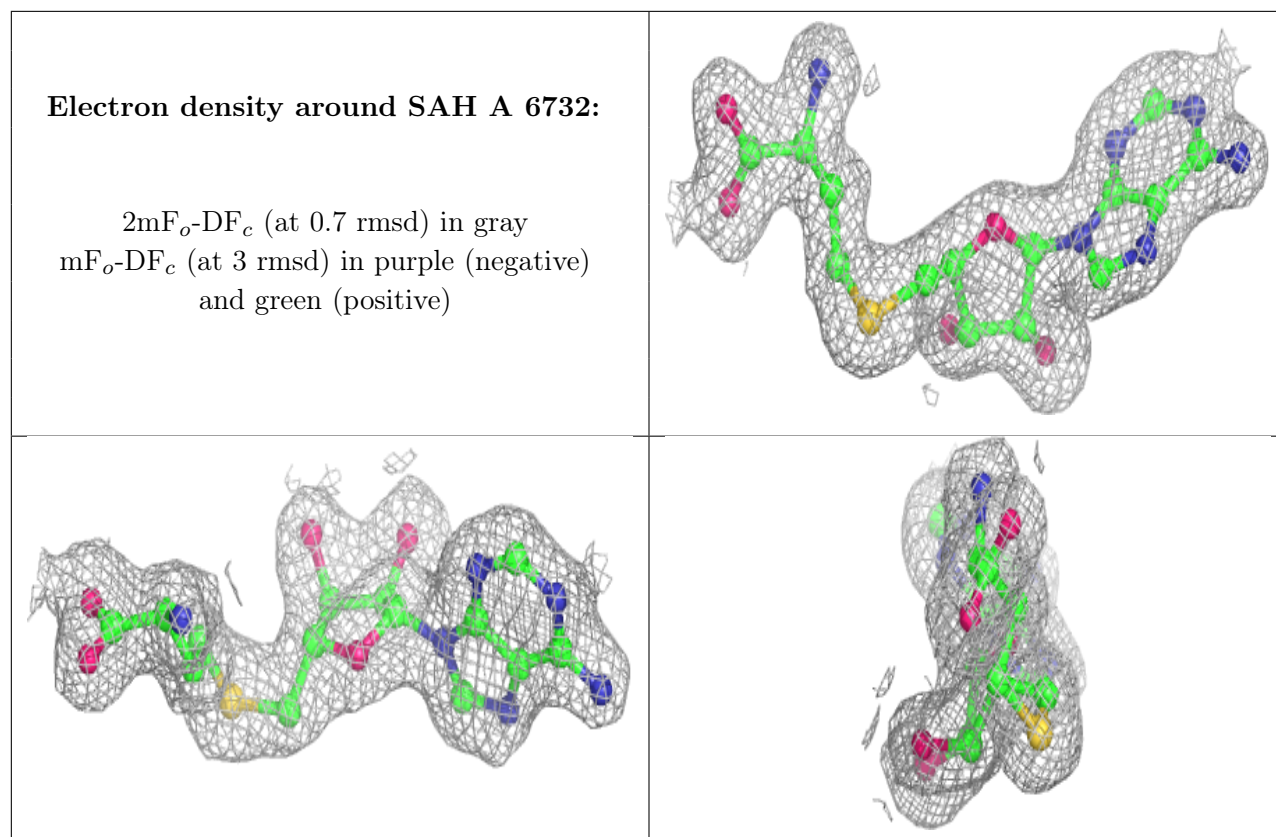 Electron density around SAH A 6732:
2mFₒ-DF𝒸 (at 0.7 rmsd) in gray
mFₒ-DF𝒸 (at 3 rmsd) in purple (negative)
and green (positive)